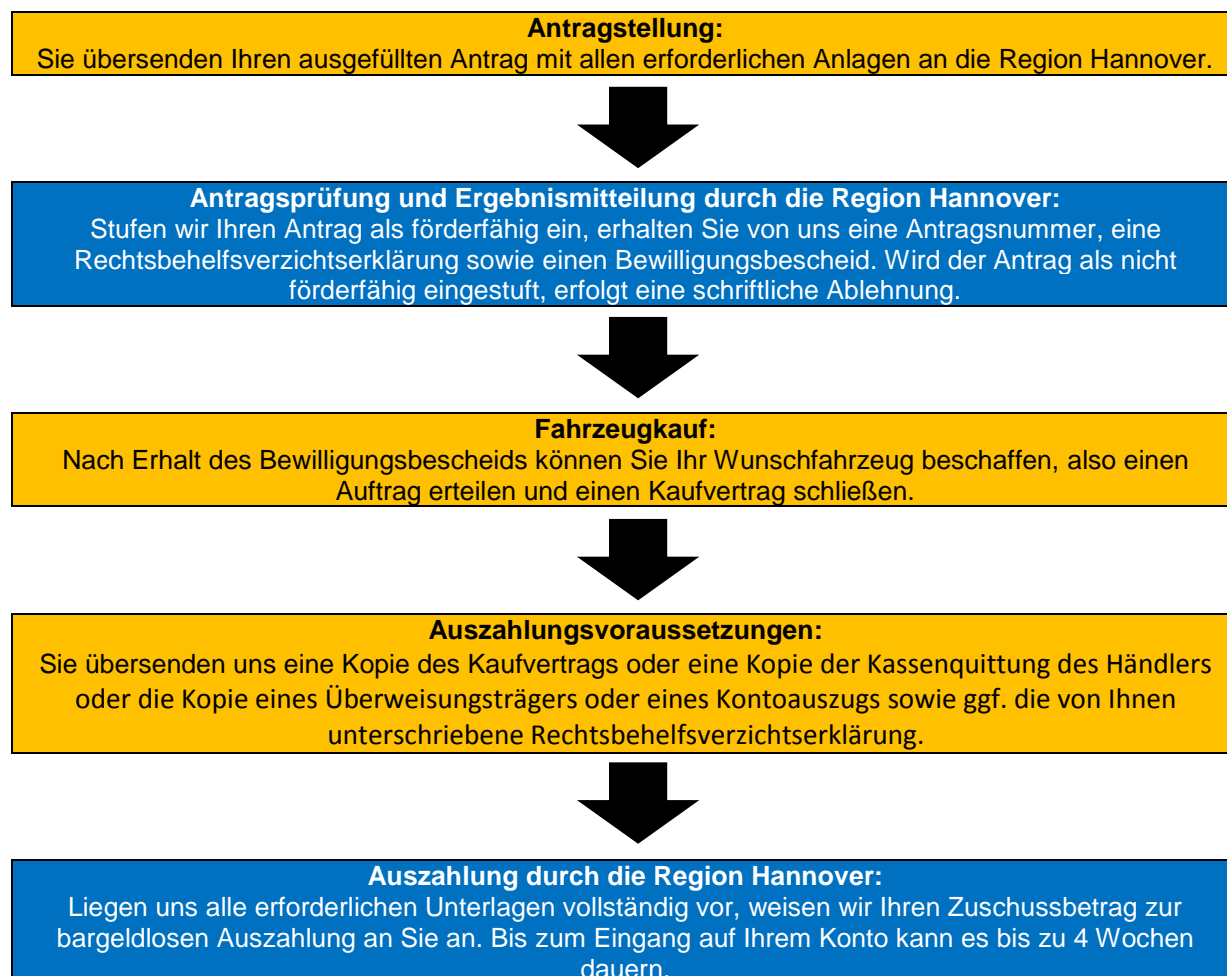 Antragstellung:
Sie übersenden Ihren ausgefüllten Antrag mit allen erforderlichen Anlagen an die Region Hannover.
Antragsprüfung und Ergebnismitteilung durch die Region Hannover:
Stufen wir Ihren Antrag als förderfähig ein, erhalten Sie von uns eine Antragsnummer, eine
Rechtsbehelfsverzichtserklärung sowie einen Bewilligungsbescheid. Wird der Antrag als nicht
förderfähig eingestuft, erfolgt eine schriftliche Ablehnung.
Fahrzeugkauf:
Nach Erhalt des Bewilligungsbescheids können Sie Ihr Wunschfahrzeug beschaffen, also einen
Auftrag erteilen und einen Kaufvertrag schließen.
Auszahlungsvoraussetzungen:
Sie übersenden uns eine Kopie des Kaufvertrags oder eine Kopie der Kassenquittung des Händlers
oder die Kopie eines Überweisungsträgers oder eines Kontoauszugs sowie ggf. die von Ihnen
unterschriebene Rechtsbehelfsverzichtserklärung.
Auszahlung durch die Region Hannover:
Liegen uns alle erforderlichen Unterlagen vollständig vor, weisen wir Ihren Zuschussbetrag zur
bargeldlosen Auszahlung an Sie an. Bis zum Eingang auf Ihrem Konto kann es bis zu 4 Wochen
dauern.